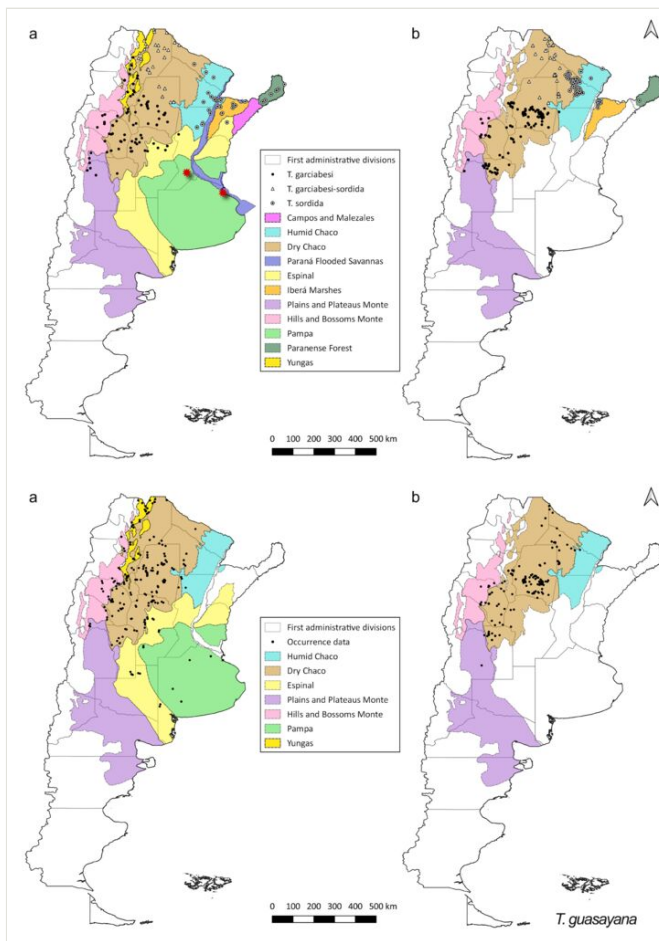 a
b
First administrative divisions
T. garciabesi
T. garciabesi-sordida
T. sordida
Campos and Malezales
Humid Chaco
Dry Chaco
Paraná Flooded Savannas
Espinal
Iberá Marshes
Plains and Plateaus Monte
Hills and Bossoms Monte
Pampa
Paranense Forest
Yungas
0 100 200 300 400 500 km
a
b
First administrative divisions
Occurrence data
Humid Chaco
Dry Chaco
Espinal
Plains and Plateaus Monte
Hills and Bossoms Monte
Pampa
Yungas
0 100 200 300 400 500 km
T. guasayana